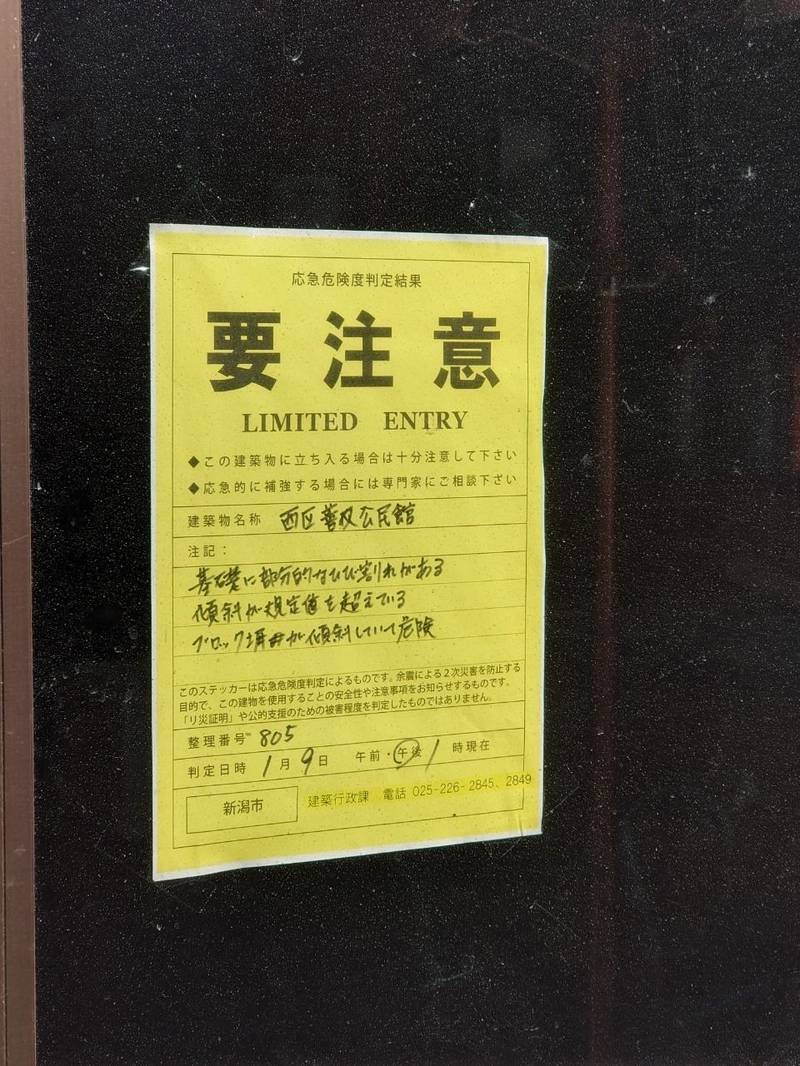 応急危険度判定結果
要注意
LIMITED ENTRY
◆この建築物に立ち入る場合は十分注意して下さい
◆応急的に補強する場合には専門家にご相談下さい
建築物名称 西区善久公民館
注記：
基礎に部分的なひび割れがある
傾斜が規定値を超えている
ブロック塀が傾斜していて危険
このステッカーは応急危険度判定によるものです。余震による2次災害を防止する
目的で、この建物を使用することの安全性や注意事項をお知らせするものです。
「り災証明」や公的支援のための被害程度を判定したものではありません。
整理番号 805
判定日時 1月9日 午前・午後1時現在
新潟市 建築行政課 電話 025-226-2845、2849